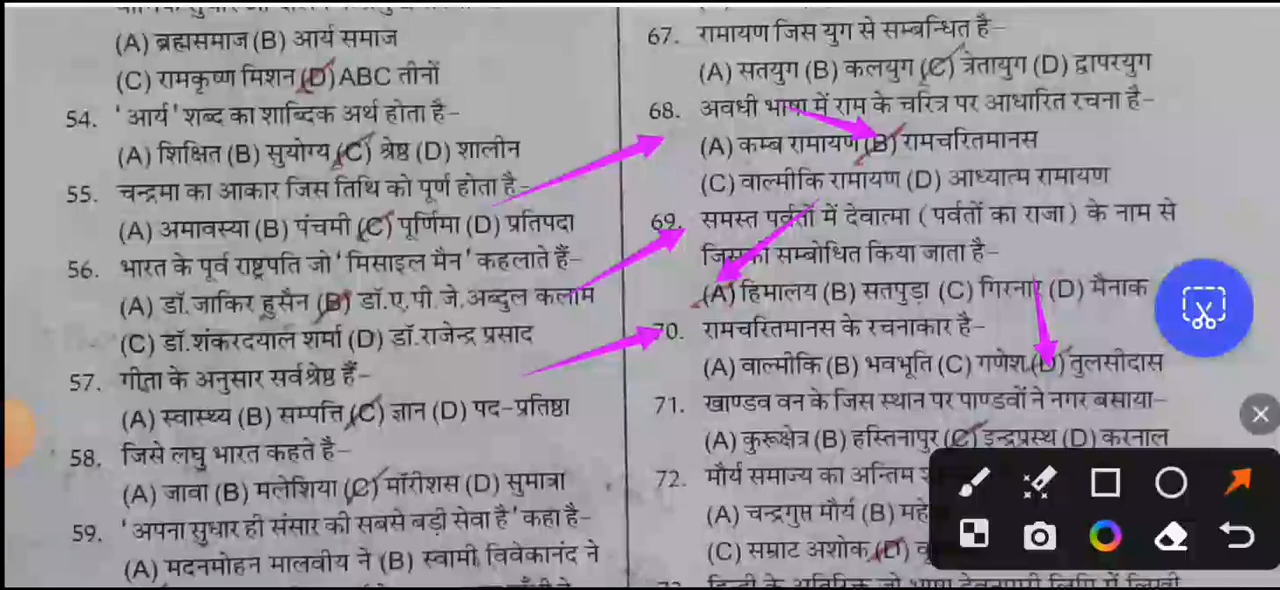 (A) ब्रह्मसमाज (B) आर्य समाज
(C) रामकृष्ण मिशन (D) ABC तीनों
54. 'आर्य' शब्द का शाब्दिक अर्थ होता है-
(A) शिक्षित (B) सुयोग्य (C) श्रेष्ठ (D) शालीन
55. चन्द्रमा का आकार जिस तिथि को पूर्ण होता है-
(A) अमावस्या (B) पंचमी (C) पूर्णिमा (D) प्रतिपदा
56. भारत के पूर्व राष्ट्रपति जो 'मिसाइल मैन' कहलाते हैं-
(A) डॉ.जाकिर हुसैन (B) डॉ.ए.पी.जे.अब्दुल कलाम
(C) डॉ.शंकरदयाल शर्मा (D) डॉ.राजेन्द्र प्रसाद
57. गीता के अनुसार सर्वश्रेष्ठ हैं-
(A) स्वास्थ्य (B) सम्पत्ति (C) ज्ञान (D) पद-प्रतिष्ठा
58. जिसे लघु भारत कहते है-
(A) जावा (B) मलेशिया (C) मॉरीशस (D) सुमात्रा
59. 'अपना सुधार ही संसार की सबसे बड़ी सेवा है' कहा है-
(A) मदनमोहन मालवीय ने (B) स्वामी विवेकानंद ने
67. रामायण जिस युग से सम्बन्धित है-
(A) सतयुग (B) कलयुग (C) त्रेतायुग (D) द्वापरयुग
68. अवधी भाषा में राम के चरित्र पर आधारित रचना है-
(A) कम्ब रामायण (B) रामचरितमानस
(C) वाल्मीकि रामायण (D) आध्यात्म रामायण
69. समस्त पर्वतों में देवात्मा (पर्वतों का राजा) के नाम से
जिसको सम्बोधित किया जाता है-
(A) हिमालय (B) सतपुड़ा (C) गिरनार (D) मैनाक
70. रामचरितमानस के रचनाकार है-
(A) वाल्मीकि (B) भवभूति (C) गणेश (D) तुलसीदास
71. खाण्डव वन के जिस स्थान पर पाण्डवों ने नगर बसाया-
(A) कुरूक्षेत्र (B) हस्तिनापुर (C) इन्द्रप्रस्थ (D) करनाल
72. मौर्य समाज्य का अन्तिम
(A) चन्द्रगुप्त मौर्य (B)
(C) सम्राट अशोक (D)